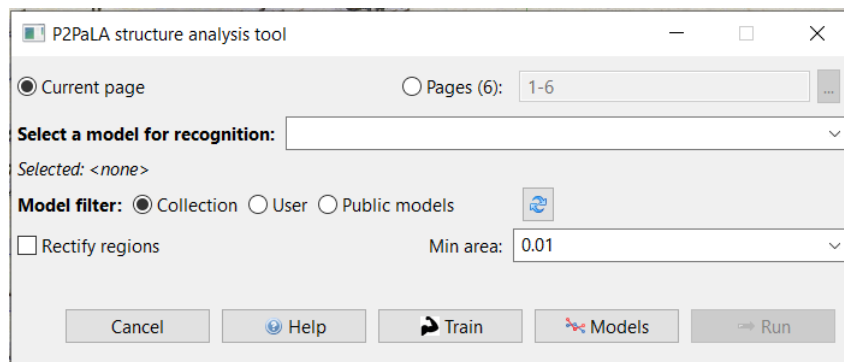 P2PaLA structure analysis tool
Current page Pages (6): 1-6 ...
Select a model for recognition:
Selected: <none>
Model filter: Collection User Public models
Rectify regions Min area: 0.01
Cancel Help Train Models Run